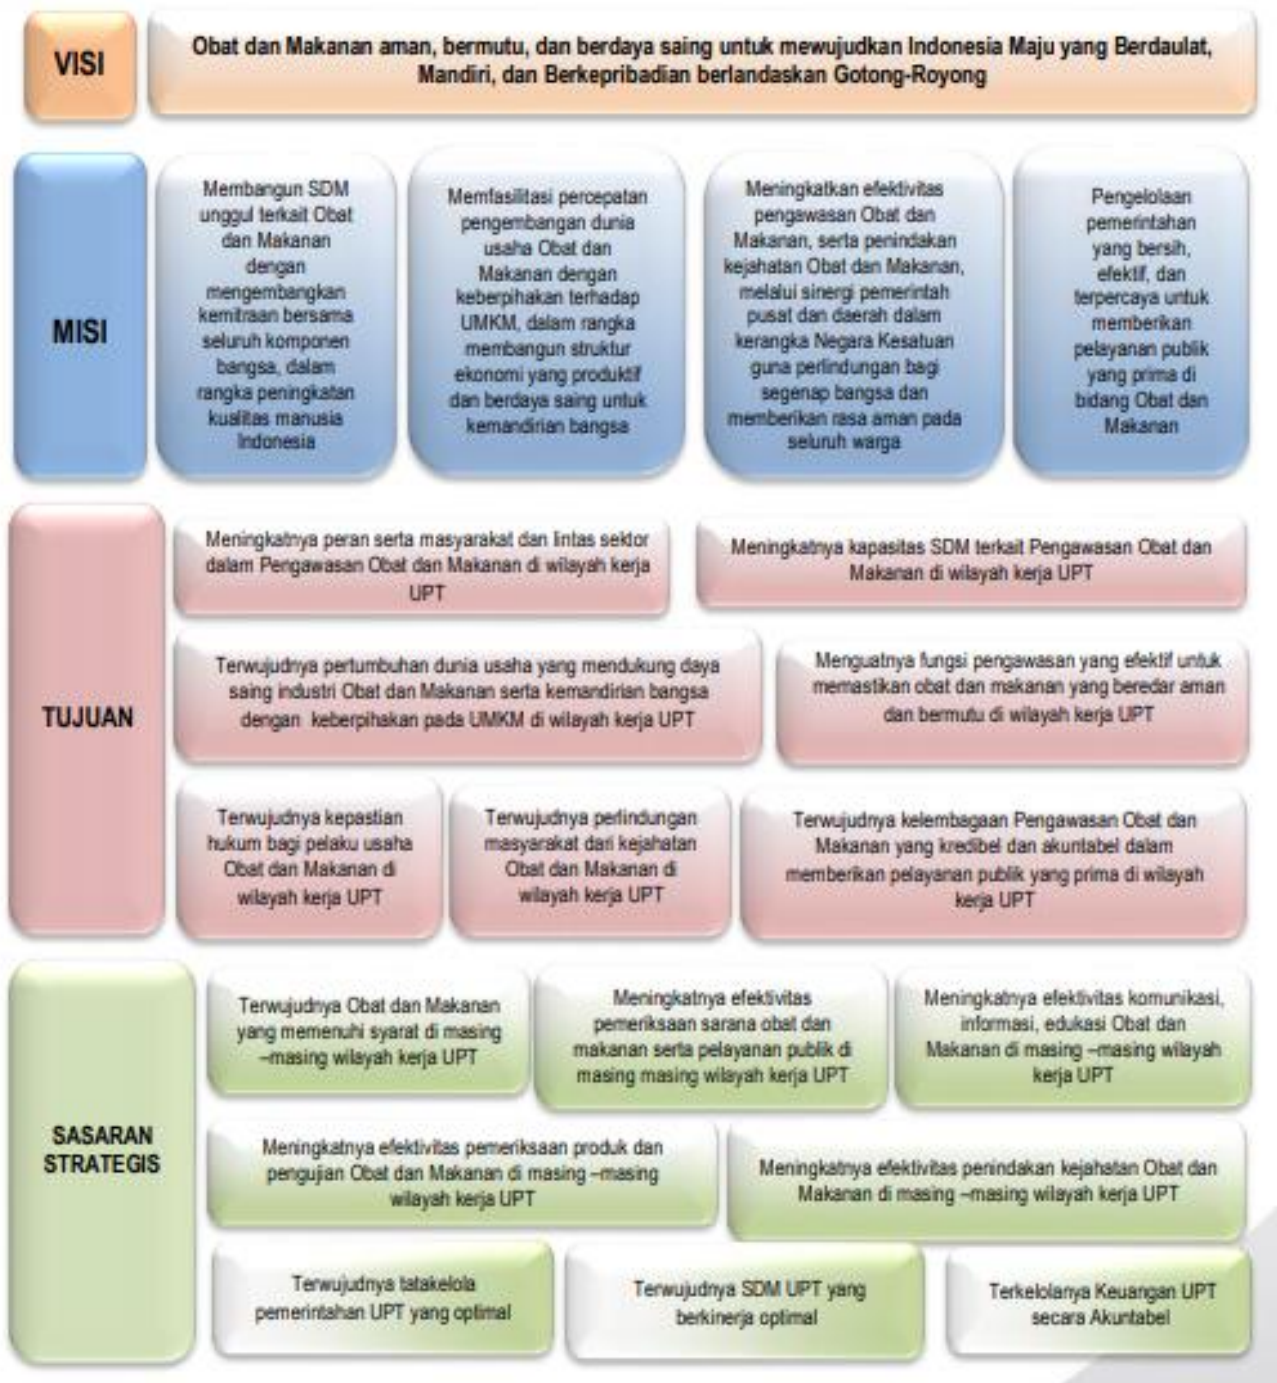 VISI
Obat dan Makanan aman, bermutu, dan berdaya saing untuk mewujudkan Indonesia Maju yang Berdaulat,
Mandiri, dan Berkepribadian berlandaskan Gotong-Royong
MISI
Membangun SDM
unggul terkait Obat
dan Makanan
dengan
mengembangkan
kemitraan bersama
seluruh komponen
bangsa, dalam
rangka peningkatan
kualitas manusia
Indonesia
Memfasilitasi percepatan
pengembangan dunia
usaha Obat dan
Makanan dengan
keberpihakan terhadap
UMKM, dalam rangka
membangun struktur
ekonomi yang produktif
dan berdaya saing untuk
kemandirian bangsa
Meningkatkan efektivitas
pengawasan Obat dan
Makanan, serta penindakan
kejahatan Obat dan Makanan,
melalui sinergi pemerintah
pusat dan daerah dalam
kerangka Negara Kesatuan
guna perlindungan bagi
segenap bangsa dan
memberikan rasa aman pada
seluruh warga
Pengelolaan
pemerintahan
yang bersih,
efektif, dan
terpercaya untuk
memberikan
pelayanan publik
yang prima di
bidang Obat dan
Makanan
TUJUAN
Meningkatnya peran serta masyarakat dan lintas sektor
dalam Pengawasan Obat dan Makanan di wilayah kerja
UPT
Meningkatnya kapasitas SDM terkait Pengawasan Obat dan
Makanan di wilayah kerja UPT
Terwujudnya pertumbuhan dunia usaha yang mendukung daya
saing industri Obat dan Makanan serta kemandirian bangsa
dengan keberpihakan pada UMKM di wilayah kerja UPT
Menguatnya fungsi pengawasan yang efektif untuk
memastikan obat dan makanan yang beredar aman
dan bermutu di wilayah kerja UPT
Terwujudnya kepastian
hukum bagi pelaku usaha
Obat dan Makanan di
wilayah kerja UPT
Terwujudnya perlindungan
masyarakat dari kejahatan
Obat dan Makanan di
wilayah kerja UPT
Terwujudnya kelembagaan Pengawasan Obat dan
Makanan yang kredibel dan akuntabel dalam
memberikan pelayanan publik yang prima di wilayah
kerja UPT
SASARAN
STRATEGIS
Terwujudnya Obat dan Makanan
yang memenuhi syarat di masing
–masing wilayah kerja UPT
Meningkatnya efektivitas
pemeriksaan sarana obat dan
makanan serta pelayanan publik di
masing masing wilayah kerja UPT
Meningkatnya efektivitas komunikasi,
informasi, edukasi Obat dan
Makanan di masing –masing wilayah
kerja UPT
Meningkatnya efektivitas pemeriksaan produk dan
pengujian Obat dan Makanan di masing –masing
wilayah kerja UPT
Meningkatnya efektivitas penindakan kejahatan Obat dan
Makanan di masing –masing wilayah kerja UPT
Terwujudnya tatakelola
pemerintahan UPT yang optimal
Terwujudnya SDM UPT yang
berkinerja optimal
Terkelolanya Keuangan UPT
secara Akuntabel